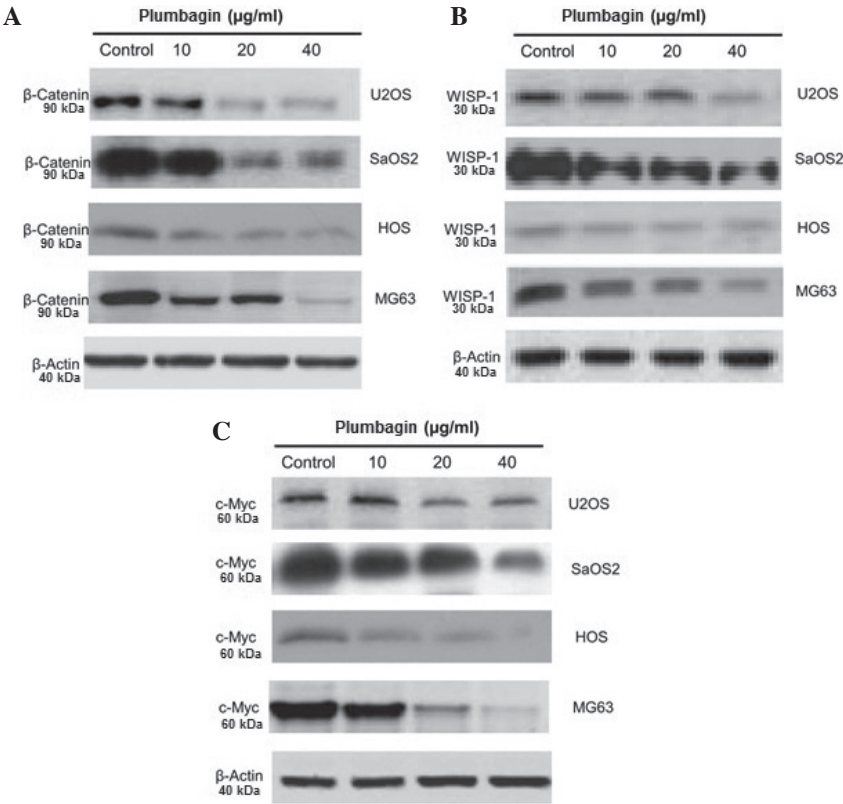 A
Plumbagin (µg/ml)
Control 10 20 40
β-Catenin
90 kDa
U2OS
β-Catenin
90 kDa
SaOS2
β-Catenin
90 kDa
HOS
β-Catenin
90 kDa
MG63
β-Actin
40 kDa
B
Plumbagin (µg/ml)
Control 10 20 40
WISP-1
30 kDa
U2OS
WISP-1
30 kDa
SaOS2
WISP-1
30 kDa
HOS
WISP-1
30 kDa
MG63
β-Actin
40 kDa
C
Plumbagin (µg/ml)
Control 10 20 40
c-Myc
60 kDa
U2OS
c-Myc
60 kDa
SaOS2
c-Myc
60 kDa
HOS
c-Myc
60 kDa
MG63
β-Actin
40 kDa